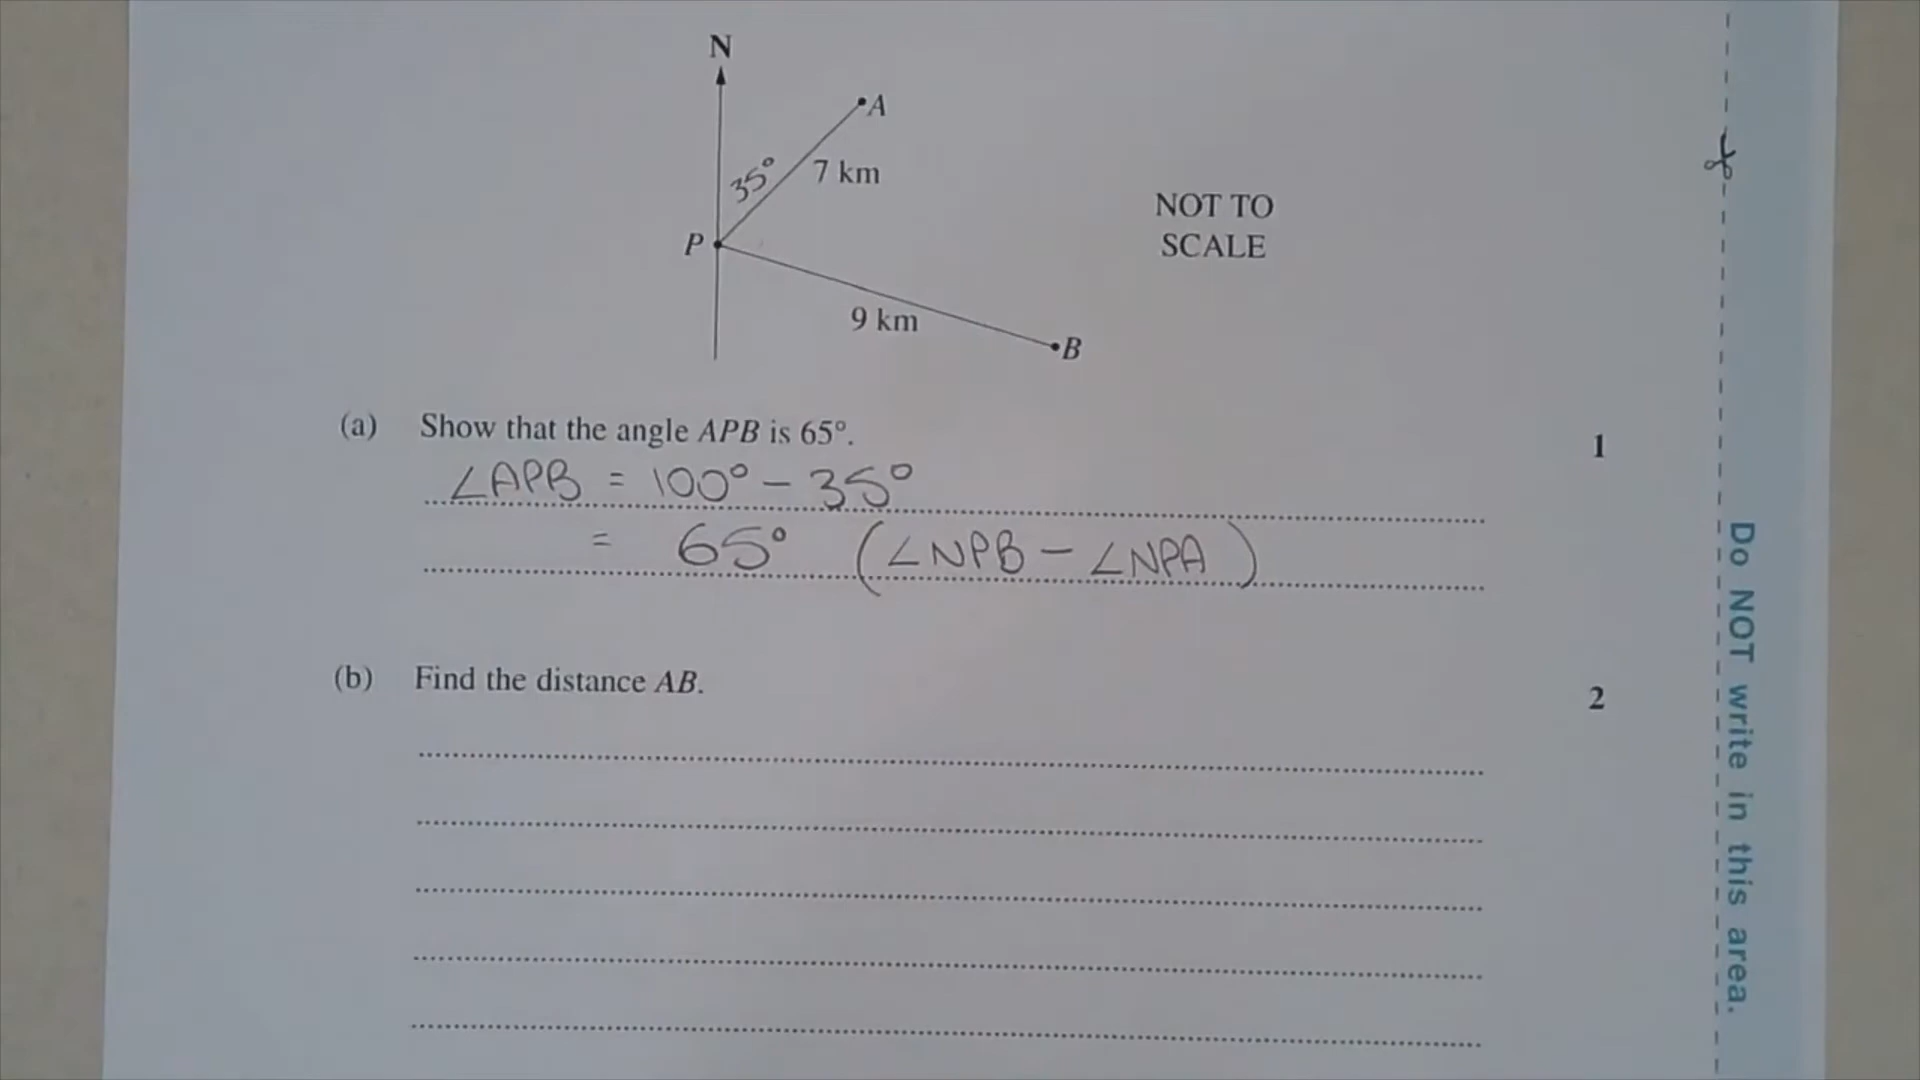 N
A
35°
7 km
NOT TO
SCALE
P
9 km
B
(a) Show that the angle APB is 65°.
1
∠APB = 100° − 35°
= 65° (∠NPB − ∠NPA)
(b) Find the distance AB.
2
Do NOT write in this area.